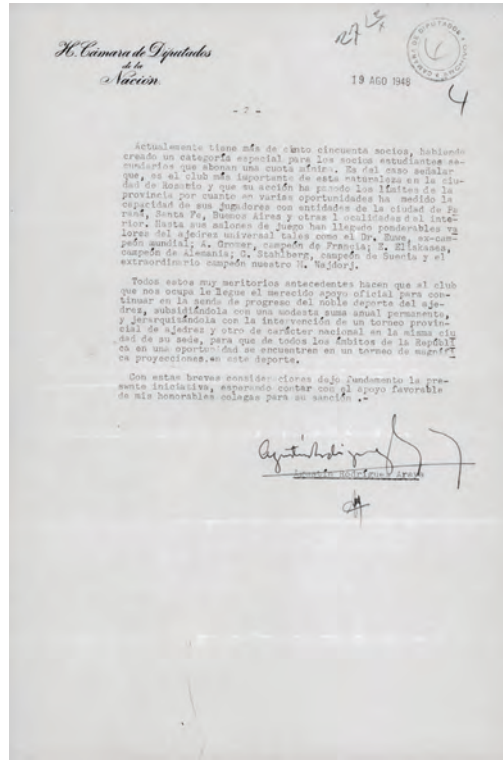 H. Cámara de Diputados
de la
Nación
27
19 AGO 1948
4
- 2 -
Actualmente tiene más de ciento cincuenta socios, habiendo
creado un categoría especial para los socios estudiantes se-
cundarios que abonan una cuota mínima. Es del caso señalar
que, es el club más importante de esta naturaleza en la ciu-
dad de Rosario y que su acción ha pasado los límites de la
provincia por cuanto en varias oportunidades ha medido la
capacidad de sus jugadores con entidades de la ciudad de Pa-
raná, Santa Fe, Buenos Aires y otras localidades del inte-
rior. Hasta sus salones de juego han llegado ponderables va
lores del ajedrez universal tales como el Dr. Euwe, ex-cam-
peón mundial; A. Gromer, campeón de Francia; E. Eliskases,
campeón de Alemania; G. Stahlberg, campeón de Suecia y el
extraordinario campeón nuestro M. Najdorj.
Todos estos muy meritorios antecedentes hacen que al club
que nos ocupa le llegue el merecido apoyo oficial para con-
tinuar en la senda de progreso del noble deporte del aje-
drez, subsidiándola con una modesta suma anual permanente,
y jerarquizándola con la intervención de un torneo provin-
cial de ajedrez y otro de carácter nacional en la misma ciu
dad de su sede, para que de todos los ámbitos de la Repúbli
ca en una oportunidad se encuentren en un torneo de magnífi
ca proyecciones.en este deporte.
Con estas breves consideraciones dejo fundamento la pre-
sente iniciativa, esperando contar con el apoyo favorable
de mis honorables colegas para su sanción .-
Agustín Rodríguez Araya